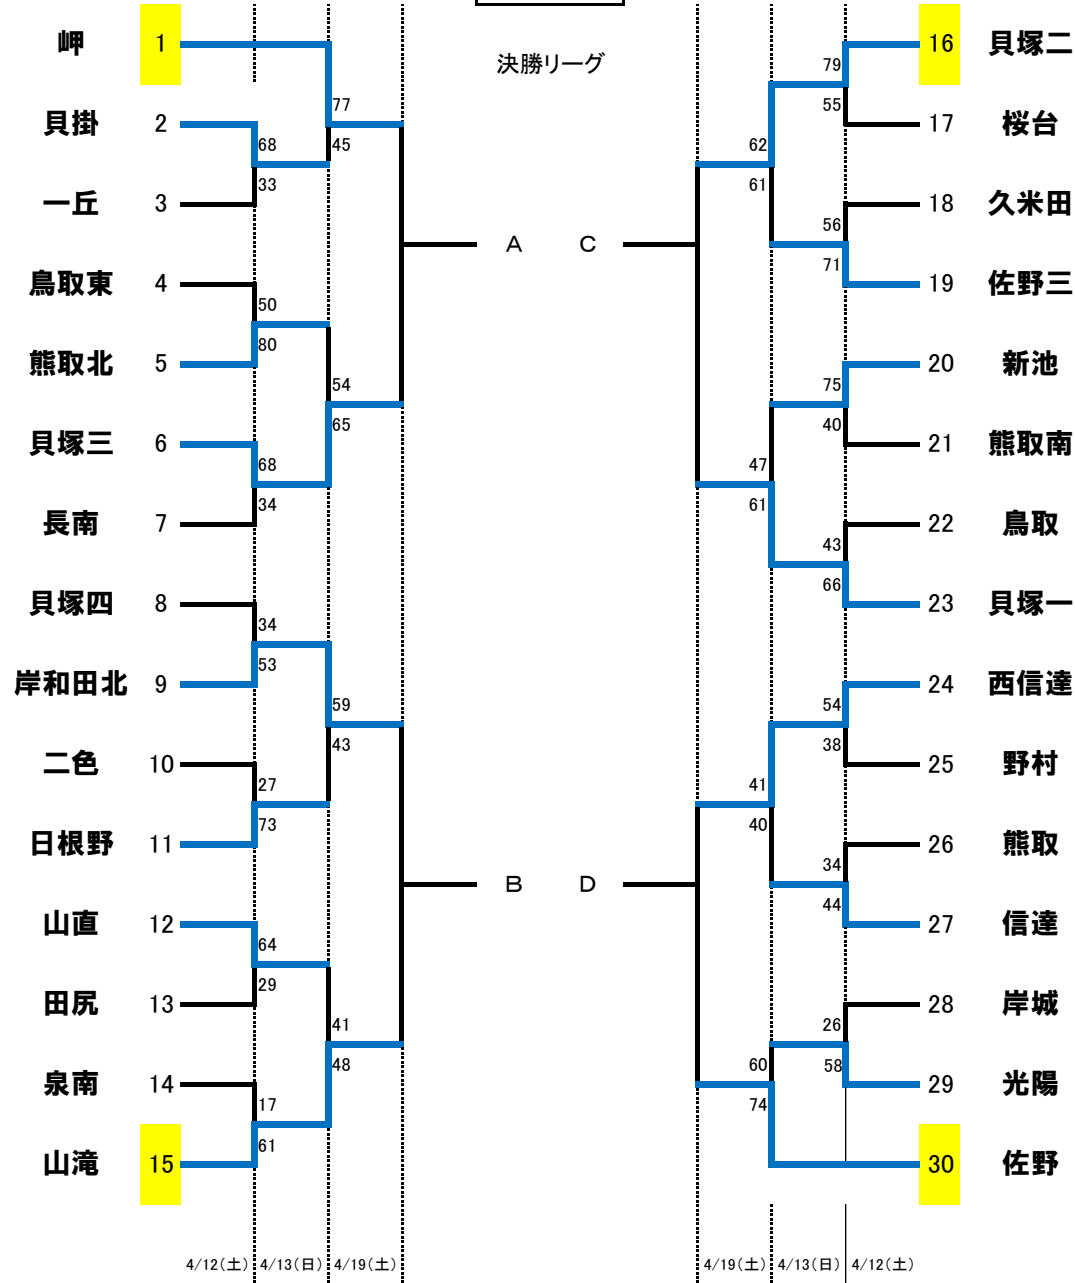 決勝リーグ
岬 1
貝掛 2
一丘 3
鳥取東 4
熊取北 5
貝塚三 6
長南 7
貝塚四 8
岸和田北 9
二色 10
日根野 11
山直 12
田尻 13
泉南 14
山滝 15
68
33
50
80
68
34
34
53
27
73
64
29
17
61
77
45
54
65
59
43
41
48
A C
B D
62
61
47
61
41
40
60
74
79
55
56
71
75
40
43
66
54
38
34
44
26
58
16 貝塚二
17 桜台
18 久米田
19 佐野三
20 新池
21 熊取南
22 鳥取
23 貝塚一
24 西信達
25 野村
26 熊取
27 信達
28 岸城
29 光陽
30 佐野
4/12(土) 4/13(日) 4/19(土) 4/19(土) 4/13(日) 4/12(土)